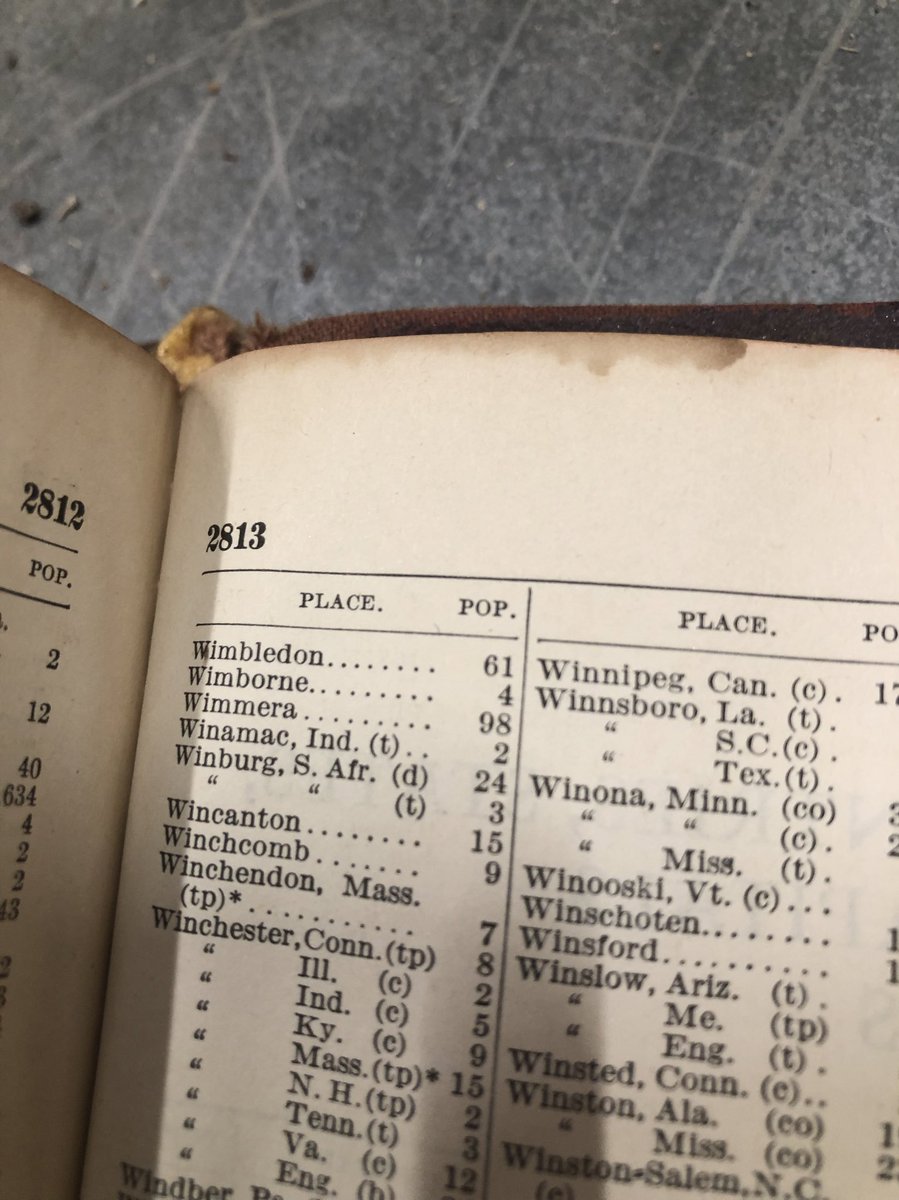 2812
POP.
2
12
40
634
4
2
2
43
2813
PLACE. POP.
Wimbledon........ 61
Wimborne......... 4
Wimmera......... 98
Winamac, Ind. (t).. 2
Winburg, S. Afr. (d) 24
“ “ (t) 3
Wincanton........ 15
Winchcomb....... 9
Winchendon, Mass.
(tp)*.......... 7
Winchester, Conn. (tp) 8
“ Ill. (c) 2
“ Ind. (c) 5
“ Ky. (c) 9
“ Mass. (tp)* 15
“ N. H. (tp) 2
“ Tenn. (t) 3
“ Va. (c) 12
“ Eng. (b)
Windber,
PLACE.
Winnipeg, Can. (c).
Winnsboro, La. (t).
“ S.C. (c).
“ Tex. (t).
Winona, Minn. (co)
“ “ (c).
“ Miss. (t).
Winooski, Vt. (c)...
Winschoten........
Winsford..........
Winslow, Ariz. (t).
“ Me. (tp)
“ Eng. (t).
Winsted, Conn. (c)..
Winston, Ala. (co)
“ Miss. (co)
Winston-Salem, N.C.
(c)